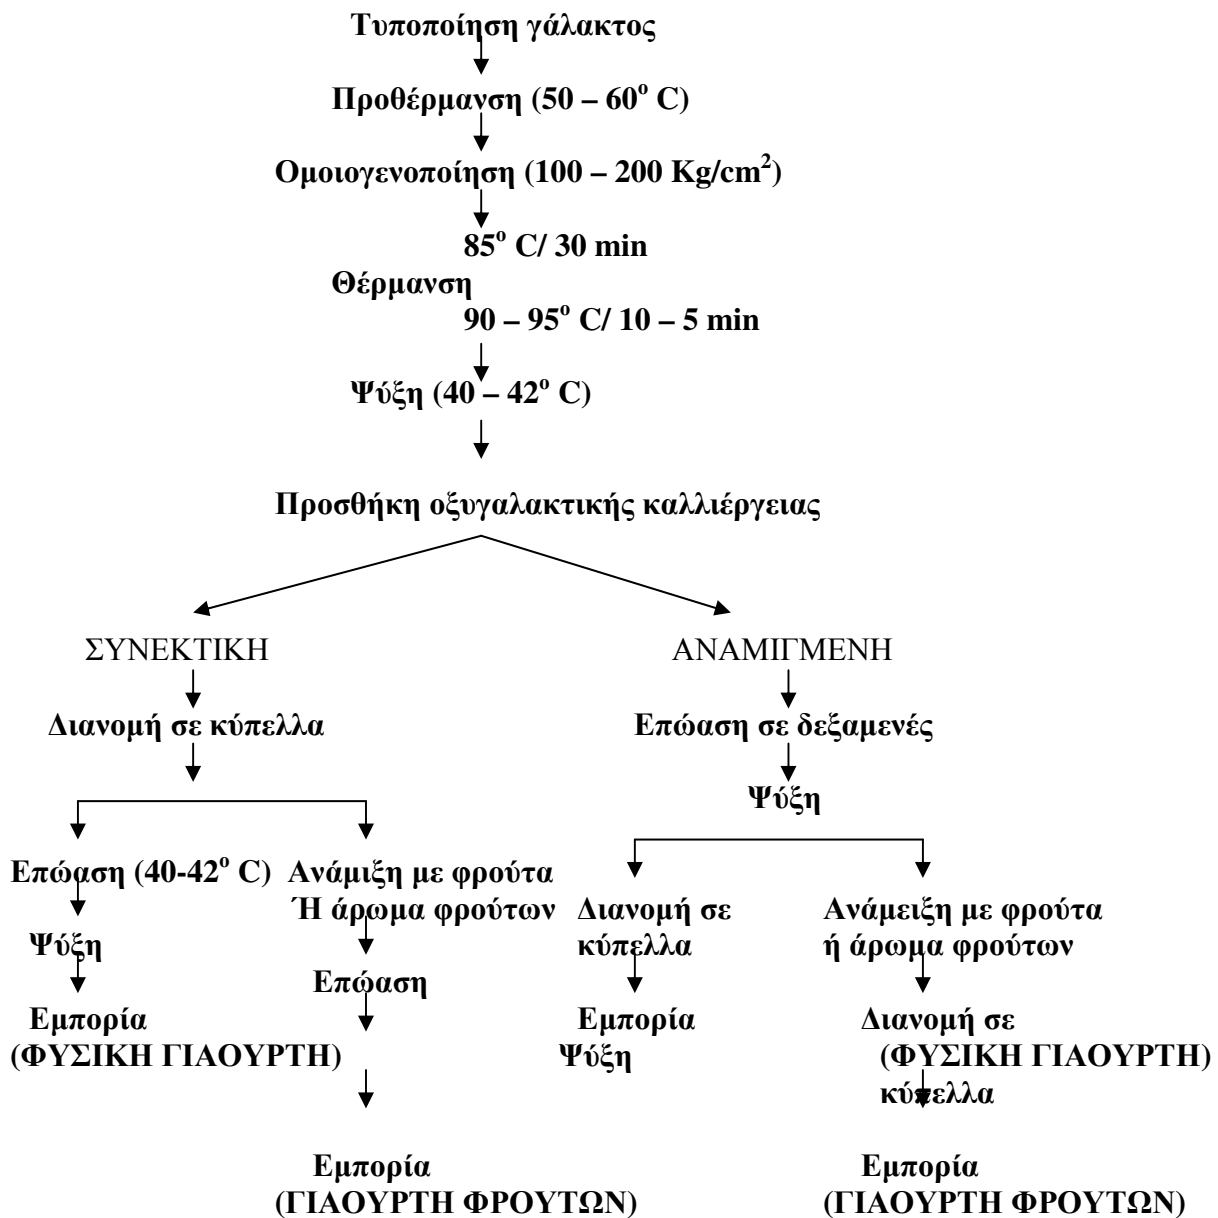 Τυποποίηση γάλακτος
Προθέρμανση (50 – 60° C)
Ομοιογενοποίηση (100 – 200 Kg/cm²)
85° C/ 30 min
Θέρμανση
90 – 95° C/ 10 – 5 min
Ψύξη (40 – 42° C)
Προσθήκη οξυγαλακτικής καλλιέργειας
ΣΥΝΕΚΤΙΚΗ
ΑΝΑΜΙΓΜΕΝΗ
Διανομή σε κύπελλα
Επώαση σε δεξαμενές
Ψύξη
Επώαση (40-42° C)
Ανάμιξη με φρούτα
Ή άρωμα φρούτων
Διανομή σε
κύπελλα
Ανάμειξη με φρούτα
ή άρωμα φρούτων
Ψύξη
Επώαση
Εμπορία
(ΦΥΣΙΚΗ ΓΙΑΟΥΡΤΗ)
Εμπορία
Ψύξη
Διανομή σε
(ΦΥΣΙΚΗ ΓΙΑΟΥΡΤΗ)
κύπελλα
Εμπορία
(ΓΙΑΟΥΡΤΗ ΦΡΟΥΤΩΝ)
Εμπορία
(ΓΙΑΟΥΡΤΗ ΦΡΟΥΤΩΝ)